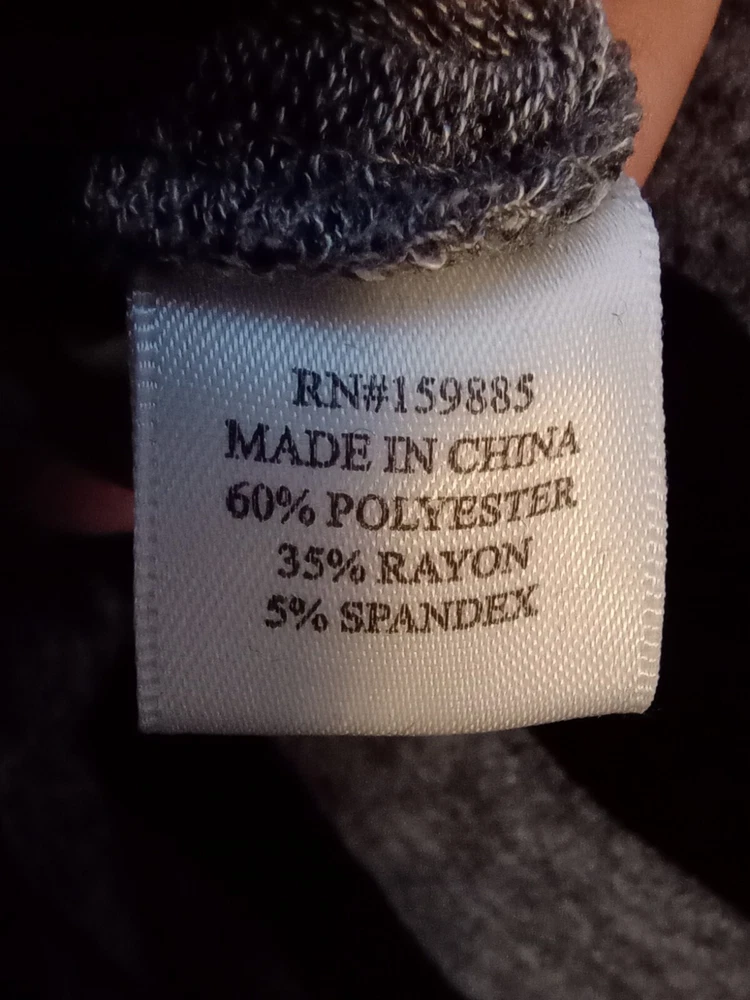 RN#159885
MADE IN CHINA
60% POLYESTER
35% RAYON
5% SPANDEX